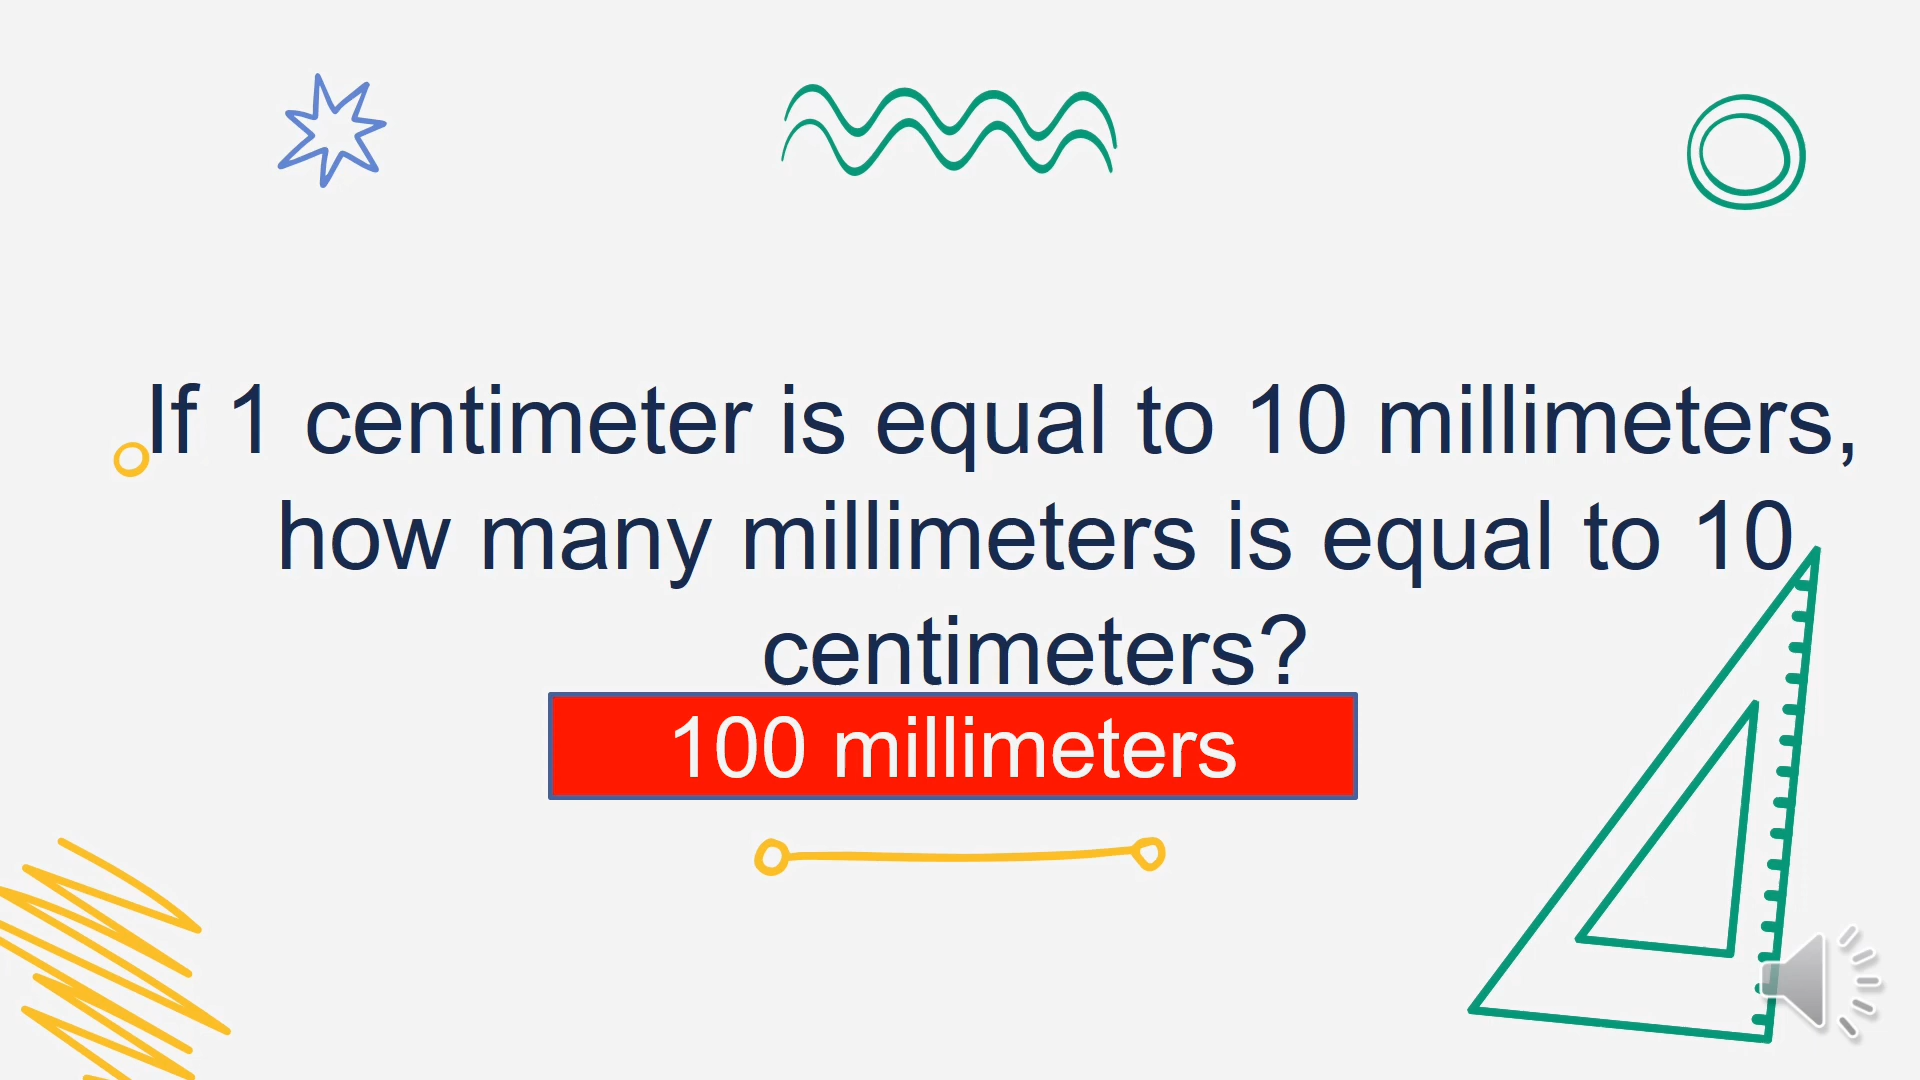 If 1 centimeter is equal to 10 millimeters,
how many millimeters is equal to 10
centimeters?
100 millimeters